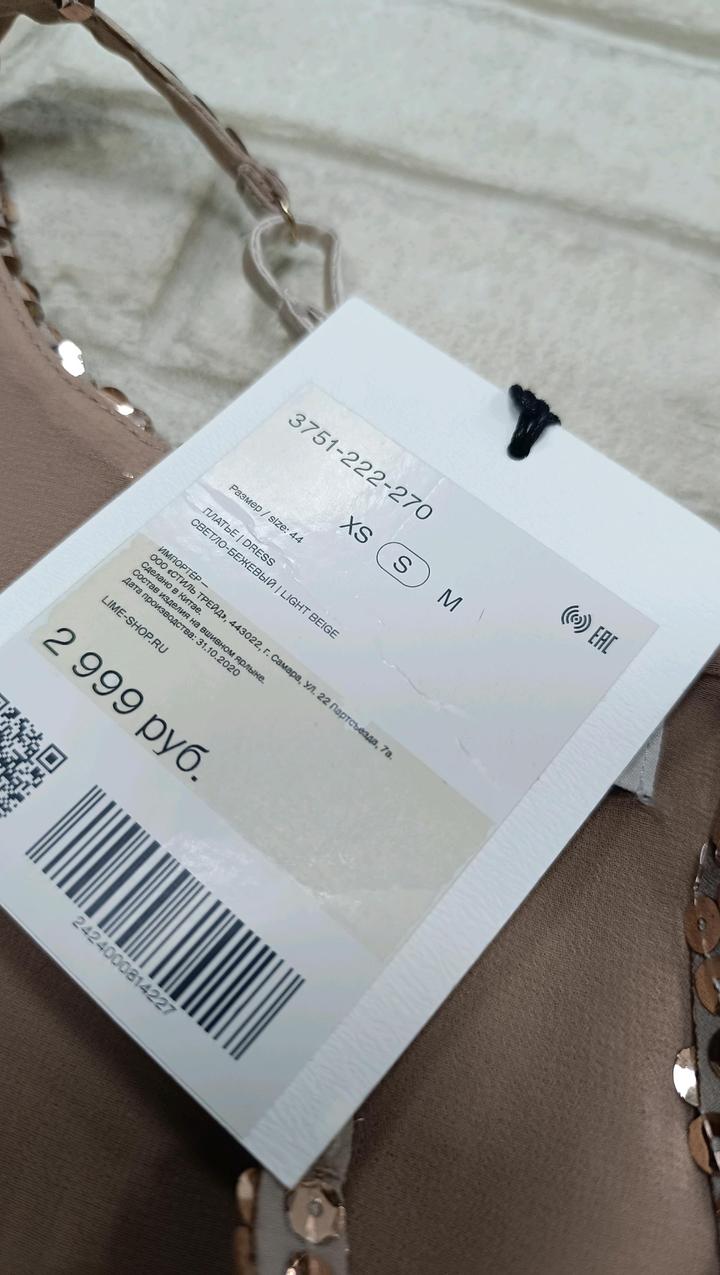 3751-222-270
XS S M
Размер / size: 44
ПЛАТЬЕ | DRESS
СВЕТЛО-БЕЖЕВЫЙ | LIGHT BEIGE
EAC
ИМПОРТЕР –
ООО «СТИЛЬ ТРЕЙД», 443022, г. Самара, Ул. 22 Партсъезда, 7а.
Сделано в Китае.
Состав изделия на вшивном ярлыке.
Дата производства: 31.10.2020
LIME-SHOP.RU
2 999 руб.
2424000814227